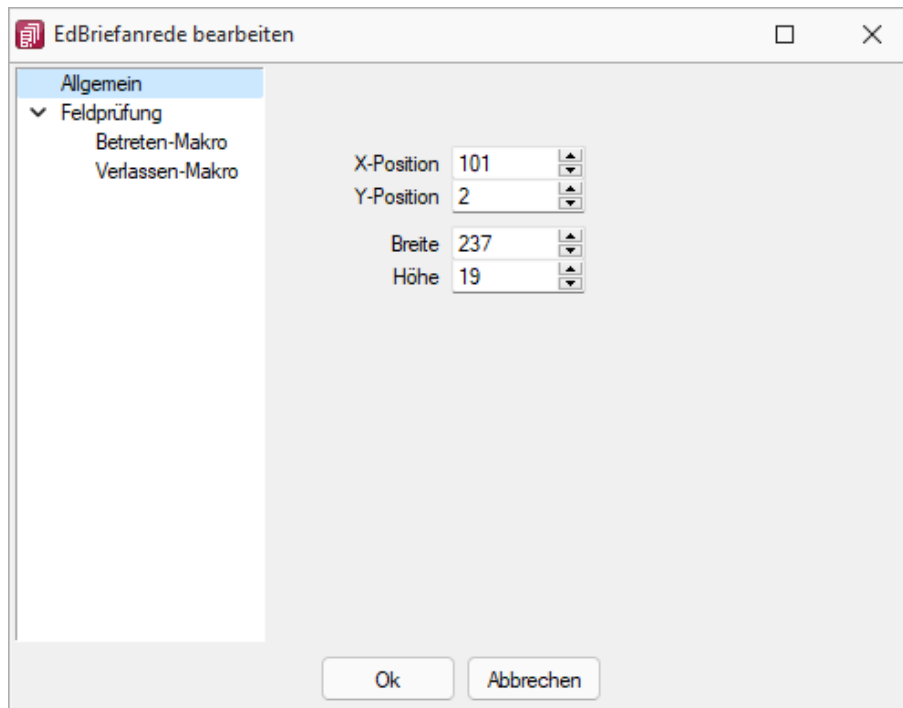 EdBriefanrede bearbeiten
Allgemein
Feldprüfung
Betreten-Makro
Verlassen-Makro
X-Position 101
Y-Position 2
Breite 237
Höhe 19
Ok Abbrechen